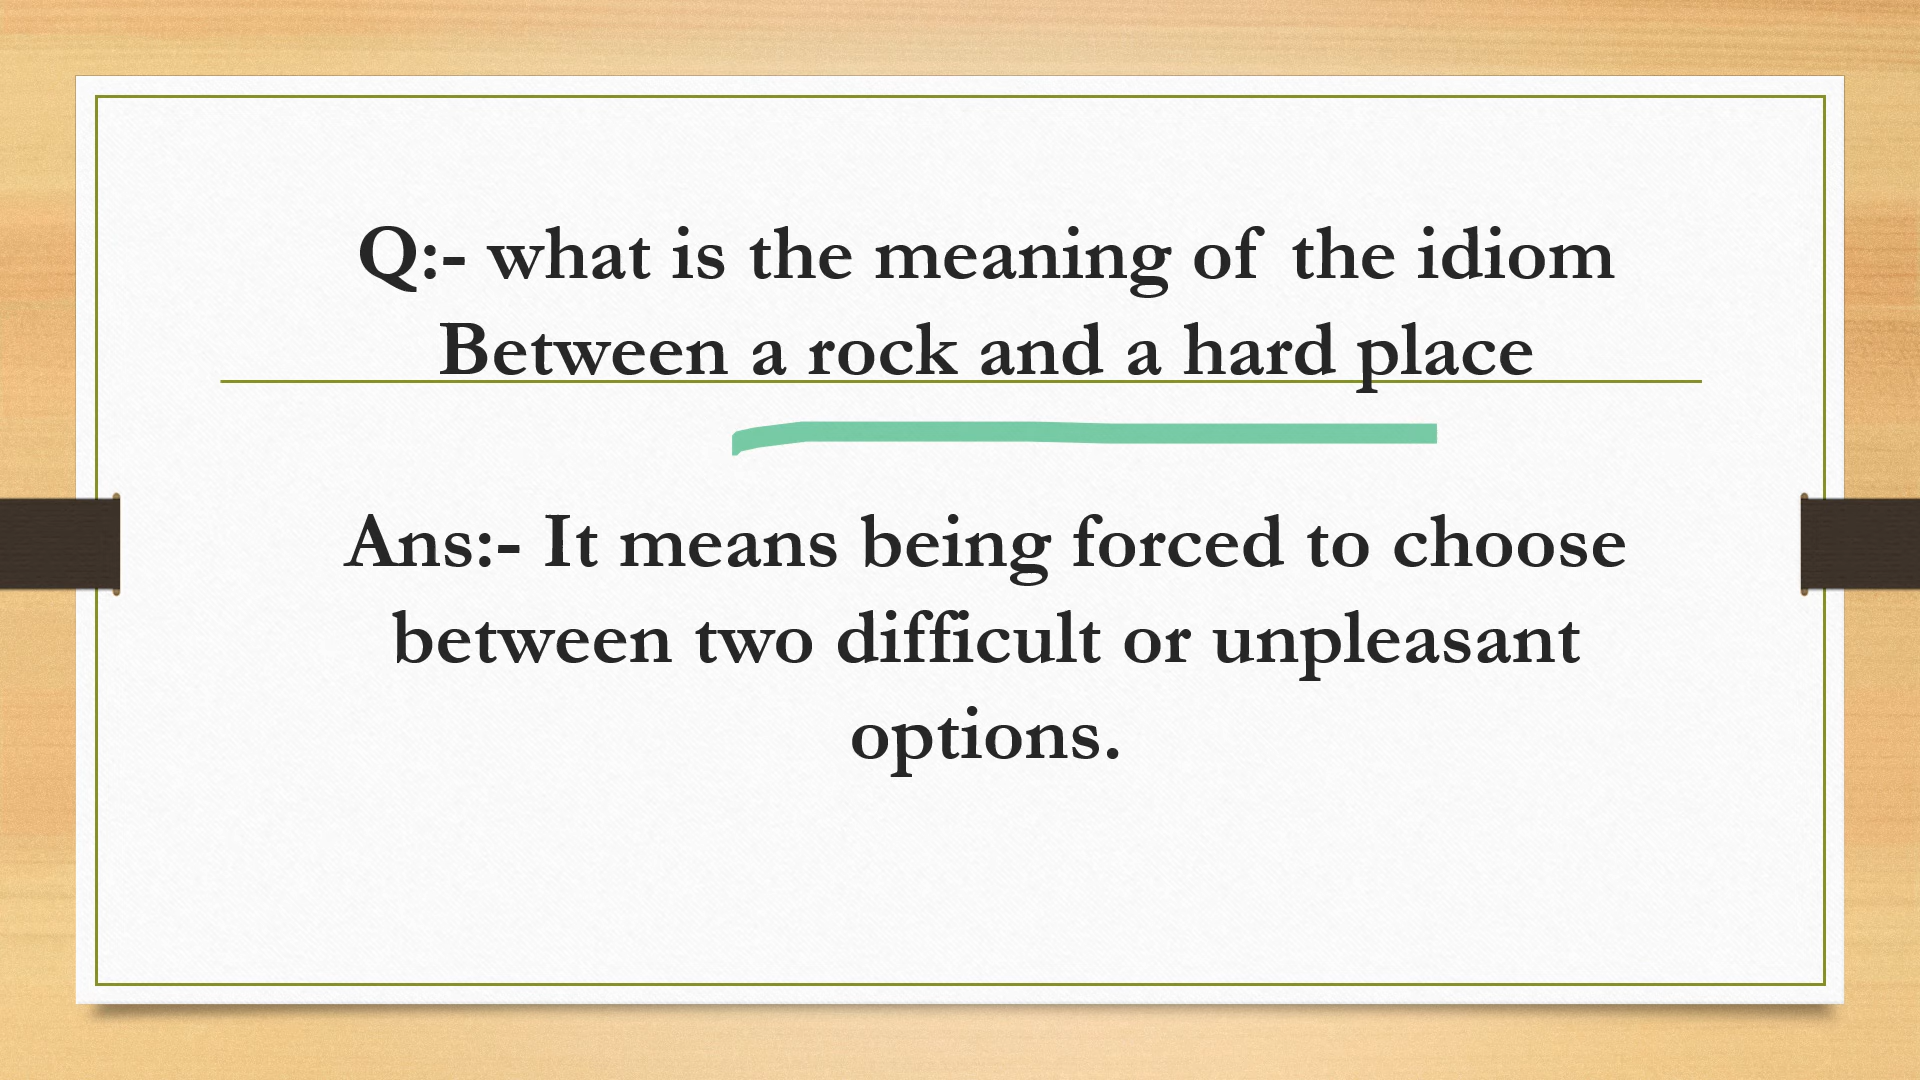 Q:- what is the meaning of the idiom
Between a rock and a hard place
Ans:- It means being forced to choose
between two difficult or unpleasant
options.